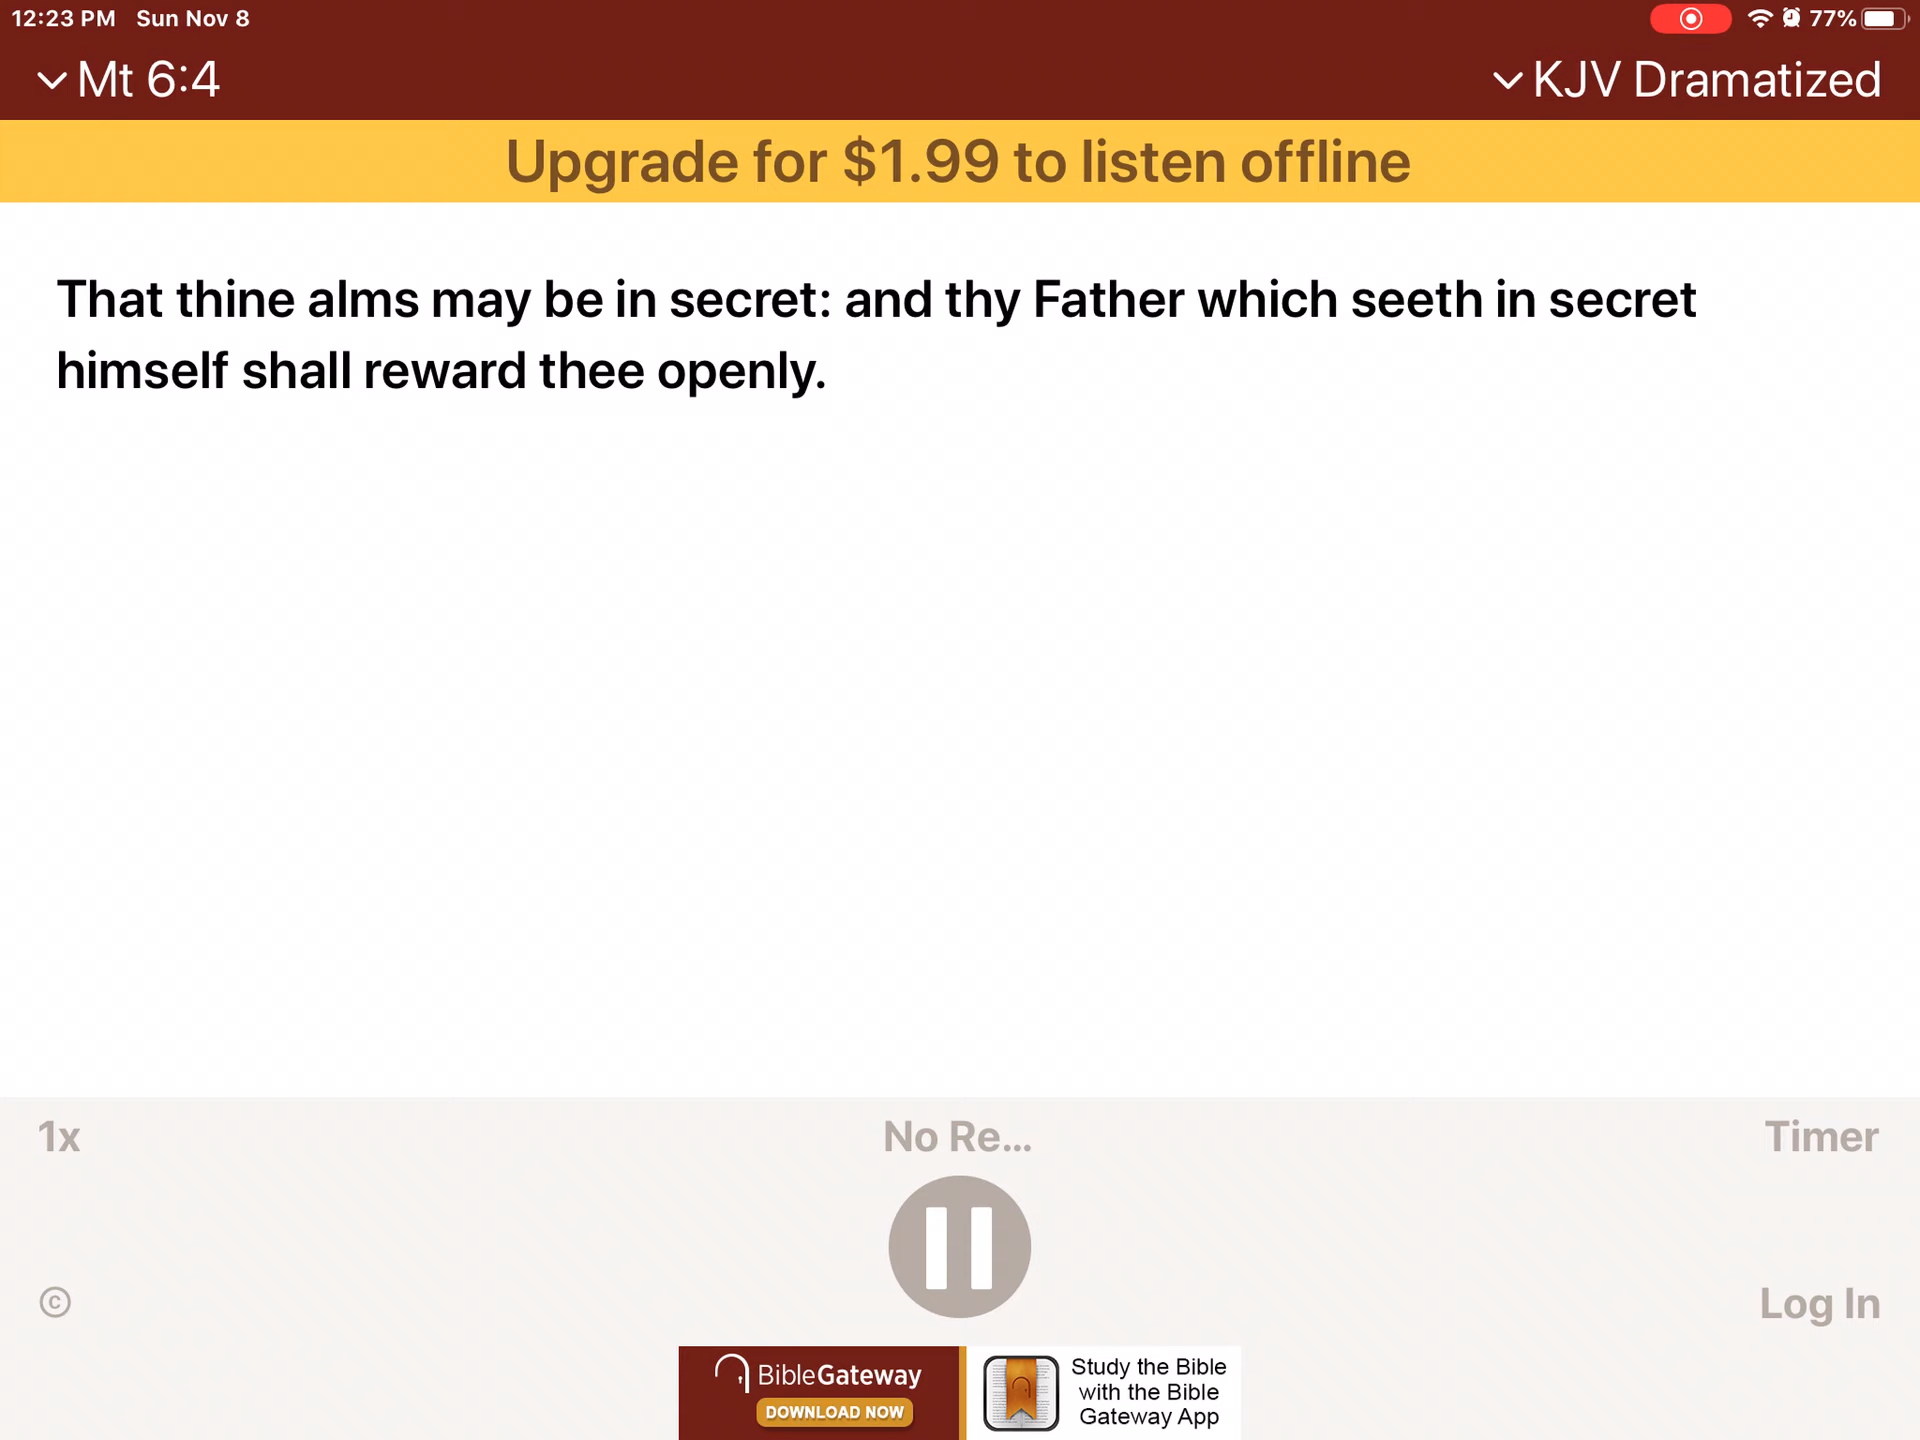 12:23 PM Sun Nov 8 77%
Mt 6:4 KJV Dramatized
Upgrade for $1.99 to listen offline
That thine alms may be in secret: and thy Father which seeth in secret
himself shall reward thee openly.
1x No Re... Timer
© Log In
BibleGateway
DOWNLOAD NOW
Study the Bible
with the Bible
Gateway App